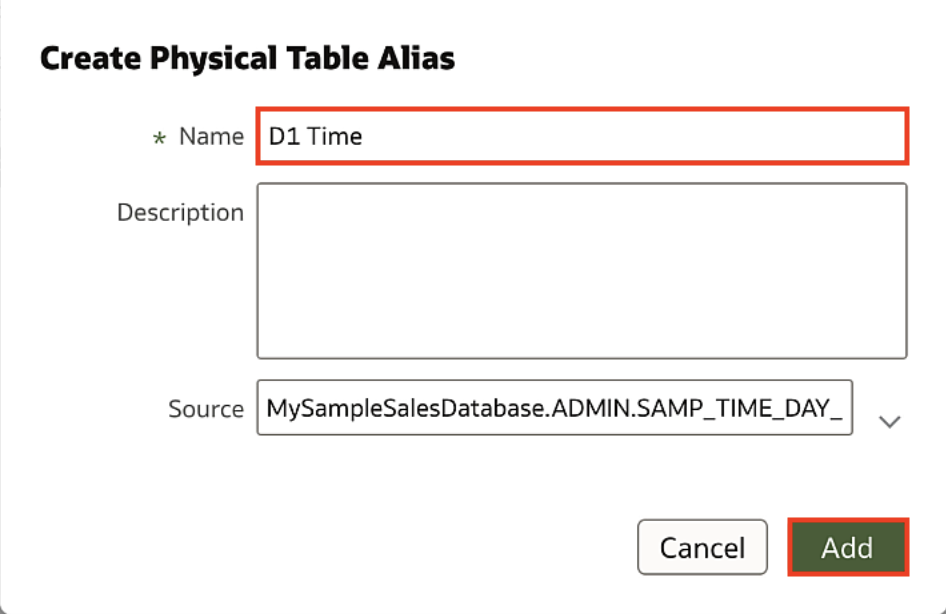 Create Physical Table Alias
* Name D1 Time
Description
Source MySampleSalesDatabase.ADMIN.SAMP_TIME_DAY_
Cancel Add